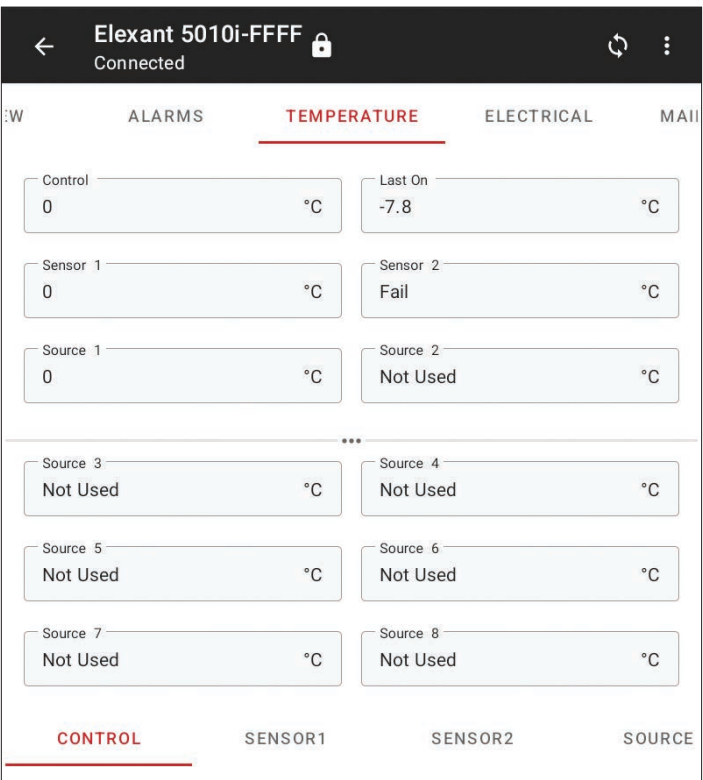 Elexant 5010i-FFFF
Connected
EW ALARMS TEMPERATURE ELECTRICAL MAII
Control Last On
0 °C -7.8 °C
Sensor 1 Sensor 2
0 °C Fail °C
Source 1 Source 2
0 °C Not Used °C
Source 3 Source 4
Not Used °C Not Used °C
Source 5 Source 6
Not Used °C Not Used °C
Source 7 Source 8
Not Used °C Not Used °C
CONTROL SENSOR1 SENSOR2 SOURCE